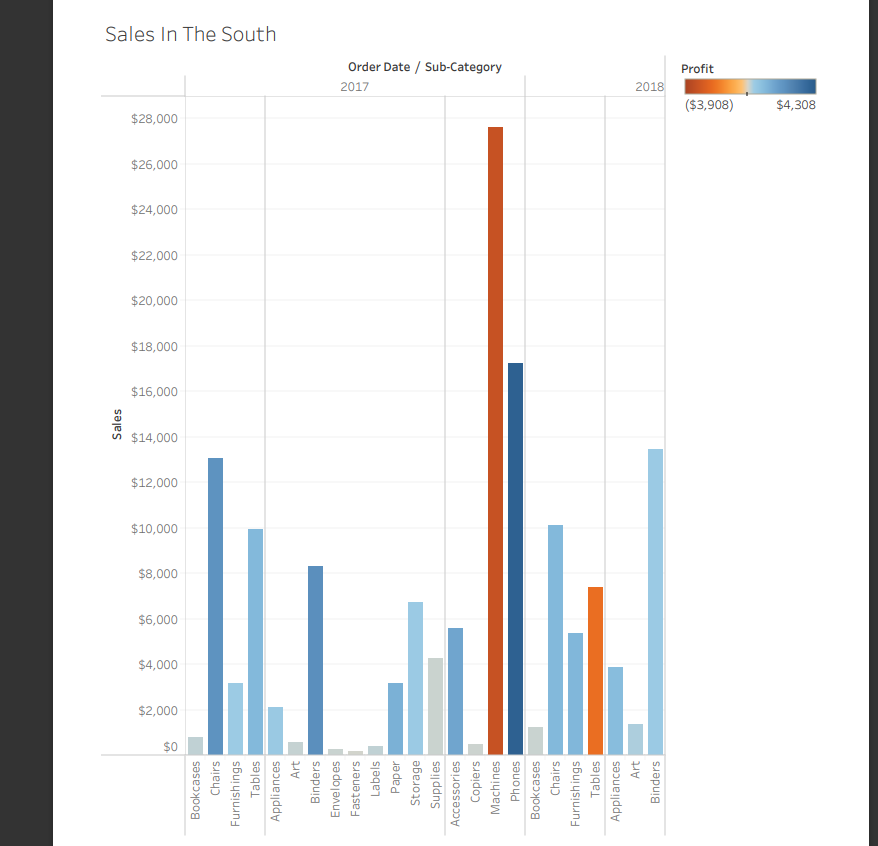 Sales In The South
Order Date / Sub-Category
2017
2018
Profit
($3,908)
$4,308
Sales
$28,000
$26,000
$24,000
$22,000
$20,000
$18,000
$16,000
$14,000
$12,000
$10,000
$8,000
$6,000
$4,000
$2,000
$0
Bookcases
Chairs
Furnishings
Tables
Appliances
Art
Binders
Envelopes
Fasteners
Labels
Paper
Storage
Supplies
Accessories
Copiers
Machines
Phones
Bookcases
Chairs
Furnishings
Tables
Appliances
Art
Binders